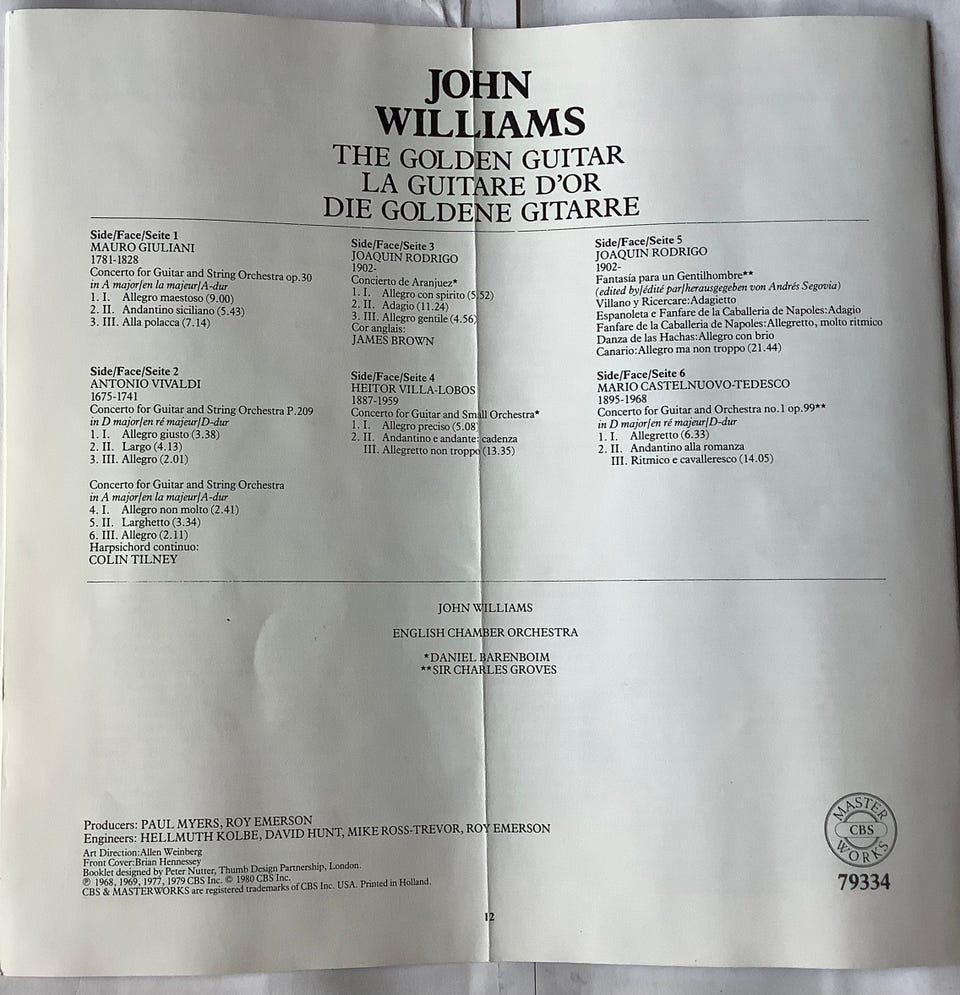 JOHN
WILLIAMS
THE GOLDEN GUITAR
LA GUITARE D'OR
DIE GOLDENE GITARRE
Side/Face/Seite 1
MAURO GIULIANI
1781-1828
Concerto for Guitar and String Orchestra op.30
in A major/en la majeur/A-dur
1. I. Allegro maestoso (9.00)
2. II. Andantino siciliano (5.43)
3. III. Alla polacca (7.14)
Side/Face/Seite 2
ANTONIO VIVALDI
1675-1741
Concerto for Guitar and String Orchestra P.209
in D major/en ré majeur/D-dur
1. I. Allegro giusto (3.38)
2. II. Largo (4.13)
3. III. Allegro (2.01)
Concerto for Guitar and String Orchestra
in A major/en la majeur/A-dur
4. I. Allegro non molto (2.41)
5. II. Larghetto (3.34)
6. III. Allegro (2.11)
Harpsichord continuo:
COLIN TILNEY
Side/Face/Seite 3
JOAQUIN RODRIGO
1902-
Concierto de Aranjuez*
1. I. Allegro con spirito (5.52)
2. II. Adagio (11.24)
3. III. Allegro gentile (4.56)
Cor anglais:
JAMES BROWN
Side/Face/Seite 4
HEITOR VILLA-LOBOS
1887-1959
Concerto for Guitar and Small Orchestra*
1. I. Allegro preciso (5.08)
2. II. Andantino e andante: cadenza
III. Allegretto non troppo (13.35)
Side/Face/Seite 5
JOAQUIN RODRIGO
1902-
Fantasía para un Gentilhombre**
(edited by/édité par/herausgegeben von Andrés Segovia)
Villano y Ricercare:Adagietto
Espanoleta e Fanfare de la Caballeria de Napoles:Adagio
Fanfare de la Caballeria de Napoles:Allegretto, molto ritmico
Danza de las Hachas:Allegro con brio
Canario:Allegro ma non troppo (21.44)
Side/Face/Seite 6
MARIO CASTELNUOVO-TEDESCO
1895-1968
Concerto for Guitar and Orchestra no.1 op.99**
in D major/en ré majeur/D-dur
1. I. Allegretto (6.33)
2. II. Andantino alla romanza
III. Ritmico e cavalleresco (14.05)
JOHN WILLIAMS
ENGLISH CHAMBER ORCHESTRA
*DANIEL BARENBOIM
**SIR CHARLES GROVES
Producers: PAUL MYERS, ROY EMERSON
Engineers: HELLMUTH KOLBE, DAVID HUNT, MIKE ROSS-TREVOR, ROY EMERSON
Art Direction:Allen Weinberg
Front Cover:Brian Hennessey
Booklet designed by Peter Nutter, Thumb Design Partnership, London.
℗ 1968, 1969, 1977, 1979 CBS Inc. © 1980 CBS Inc.
CBS & MASTERWORKS are registered trademarks of CBS Inc. USA. Printed in Holland.
MASTER
CBS
WORKS
79334
12